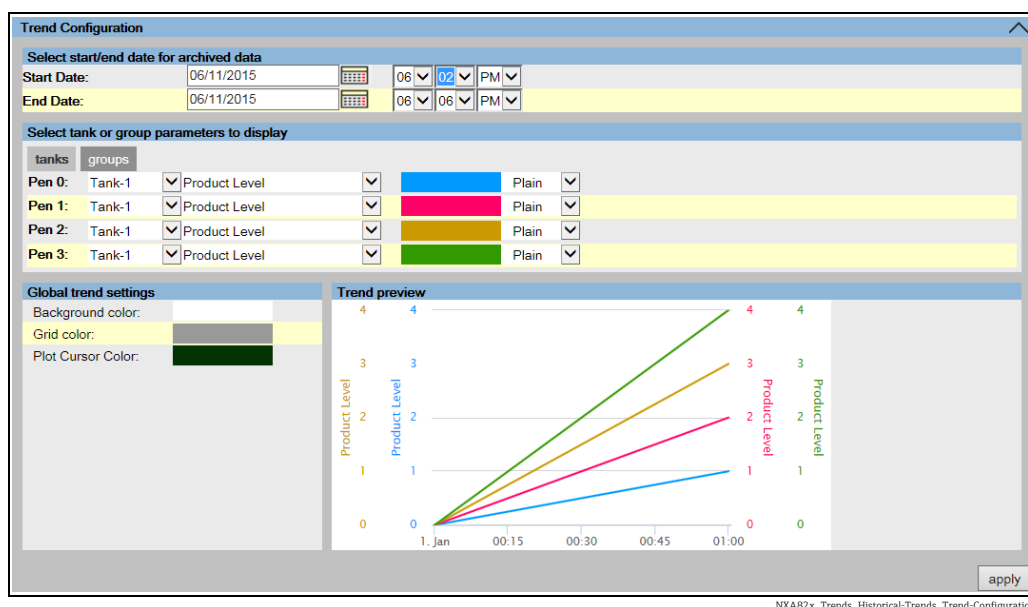 Trend Configuration
Select start/end date for archived data
Start Date: 06/11/2015 06 02 PM
End Date: 06/11/2015 06 06 PM
Select tank or group parameters to display
tanks groups
Pen 0: Tank-1 Product Level Plain
Pen 1: Tank-1 Product Level Plain
Pen 2: Tank-1 Product Level Plain
Pen 3: Tank-1 Product Level Plain
Global trend settings
Background color:
Grid color:
Plot Cursor Color:
Trend preview
4 4 4 4
3 3 3 3
Product Level Product Level Product Level Product Level
2 2 2 2
1 1 1 1
0 0 0 0
1. Jan 00:15 00:30 00:45 01:00
apply